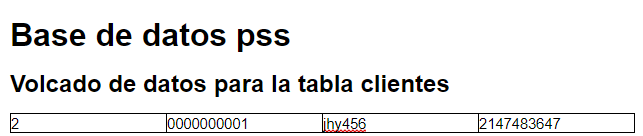 Base de datos pss
Volcado de datos para la tabla clientes
2 0000000001 jhy456 2147483647